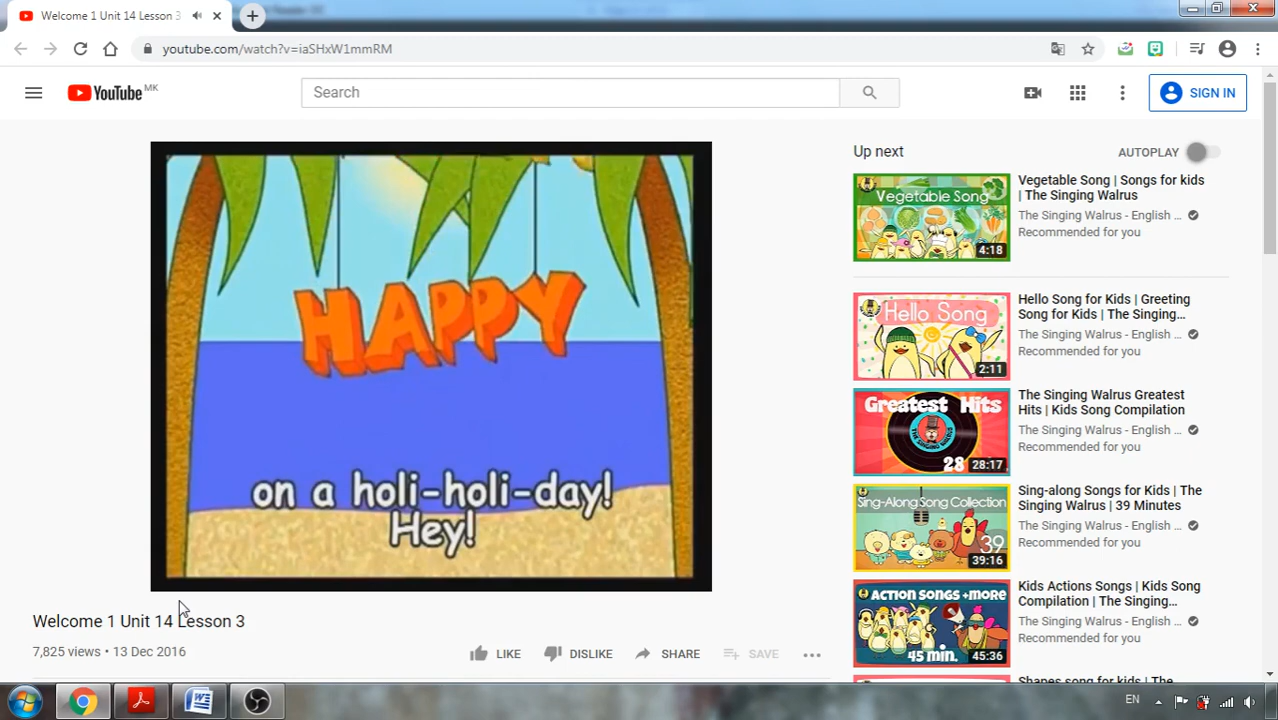 Welcome 1 Unit 14 Lesson 3
youtube.com/watch?v=iaSHxW1mmRM
YouTube MK
Search
SIGN IN
HAPPY
on a holi-holi-day!
Hey!
Welcome 1 Unit 14 Lesson 3
7,825 views • 13 Dec 2016
LIKE
DISLIKE
SHARE
SAVE
Up next
AUTOPLAY
Vegetable Song
4:18
Vegetable Song | Songs for kids
| The Singing Walrus
The Singing Walrus - English ...
Recommended for you
Hello Song
2:11
Hello Song for Kids | Greeting
Song for Kids | The Singing...
The Singing Walrus - English ...
Recommended for you
Greatest Hits
28
28:17
The Singing Walrus Greatest
Hits | Kids Song Compilation
The Singing Walrus - English ...
Recommended for you
Sing-along Song Collection
39
39:16
Sing-along Songs for Kids | The
Singing Walrus | 39 Minutes
The Singing Walrus - English ...
Recommended for you
ACTION SONGS +MORE
45 min.
45:36
Kids Actions Songs | Kids Song
Compilation | The Singing...
The Singing Walrus - English ...
Recommended for you
Shapes song for kids | The
EN